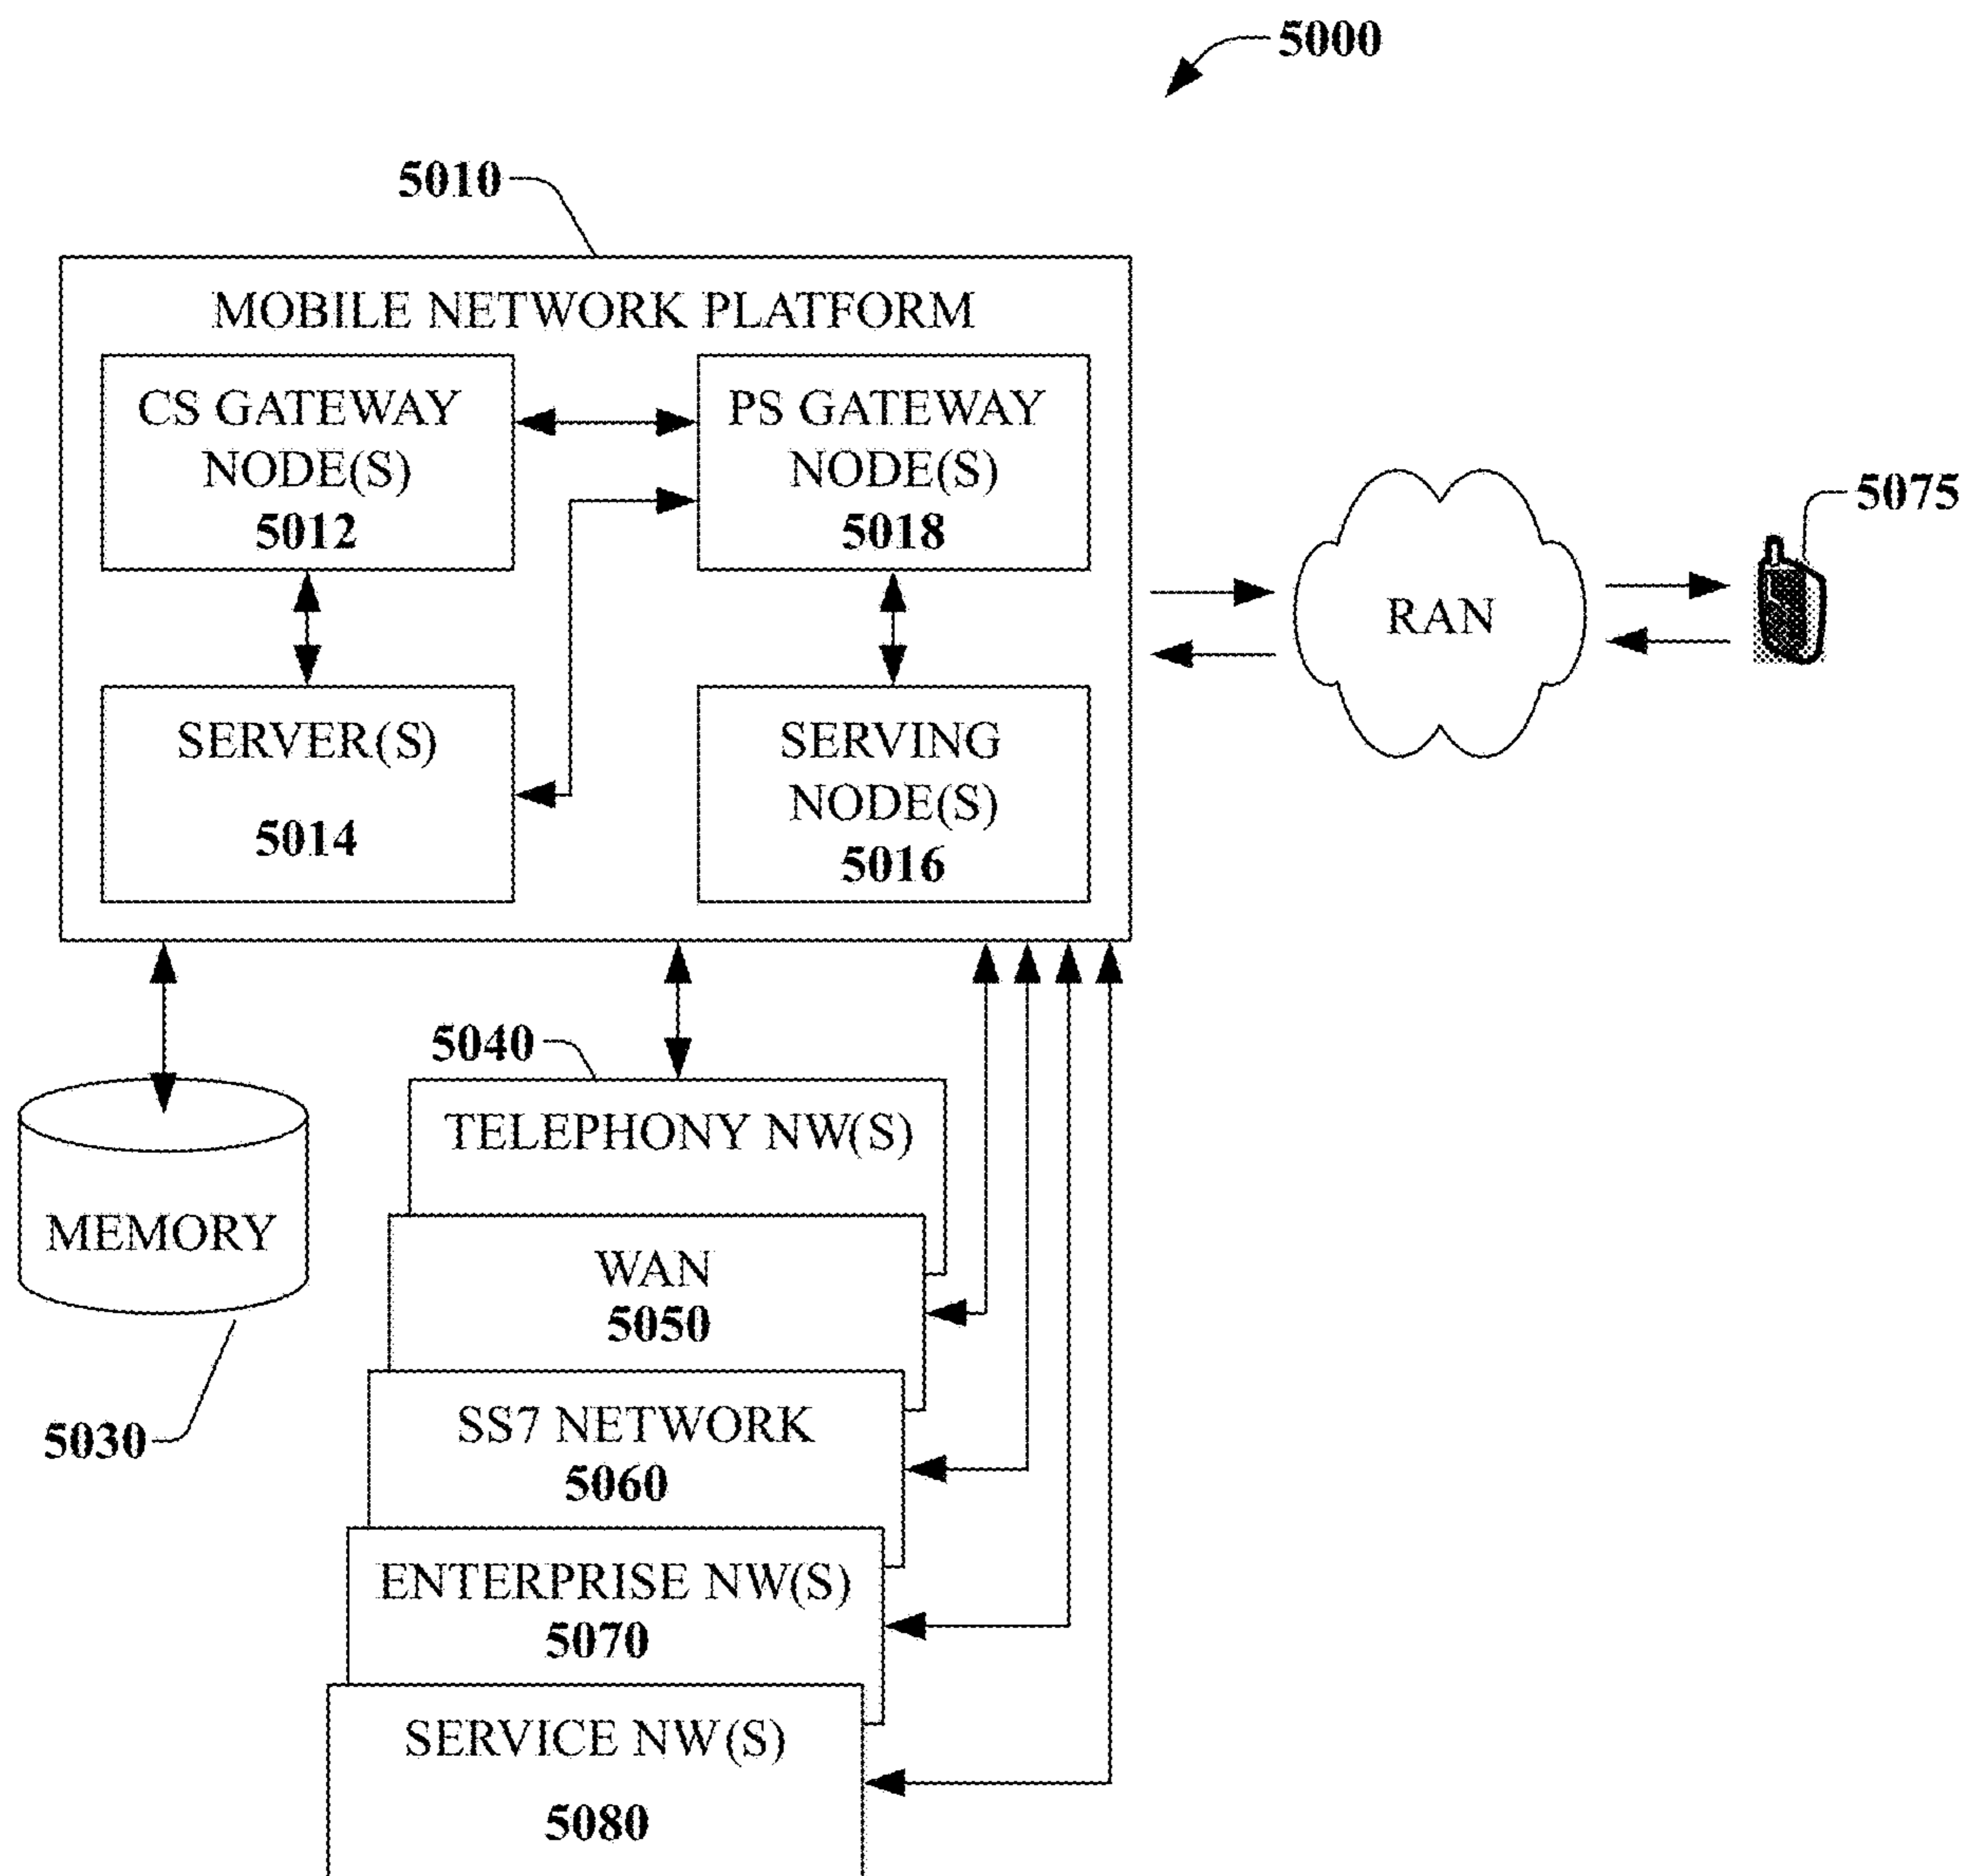 5000
5010
MOBILE NETWORK PLATFORM
CS GATEWAY
NODE(S)
5012
PS GATEWAY
NODE(S)
5018
SERVER(S)
5014
SERVING
NODE(S)
5016
RAN
5075
5040
TELEPHONY NW(S)
MEMORY
5030
WAN
5050
SS7 NETWORK
5060
ENTERPRISE NW(S)
5070
SERVICE NW(S)
5080